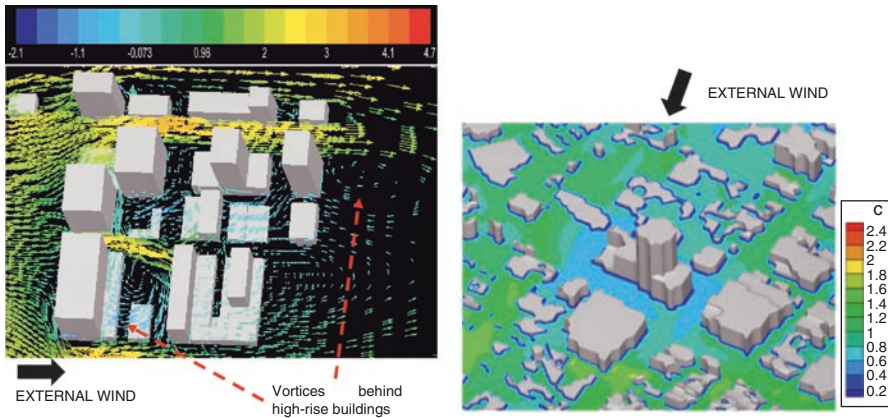 -2.1 -1.1 -0.073 0.96 2 3 4.1 4.7
EXTERNAL WIND
Vortices behind
high-rise buildings
EXTERNAL WIND
C
2.4
2.2
2
1.8
1.6
1.4
1.2
1
0.8
0.6
0.4
0.2